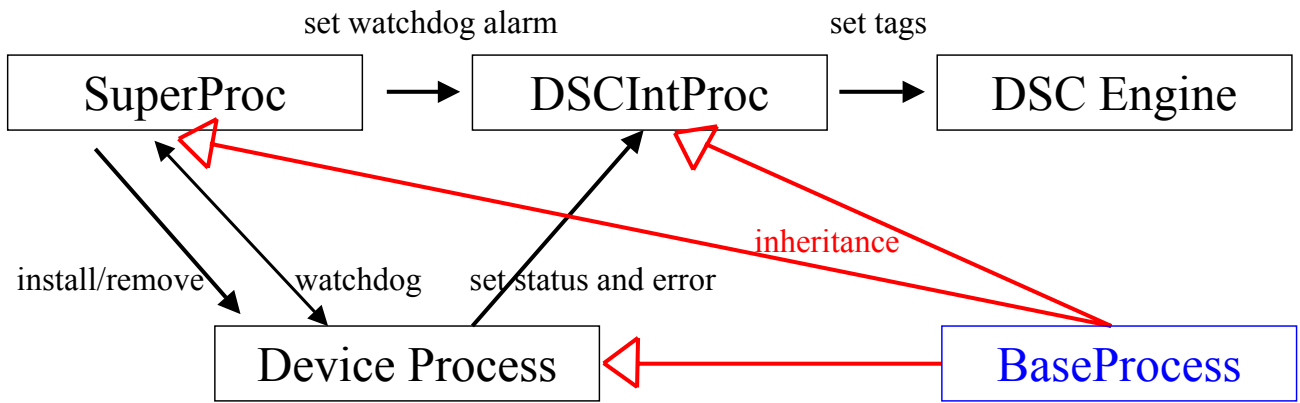 set watchdog alarm
set tags
SuperProc
DSCIntProc
DSC Engine
inheritance
install/remove
watchdog
set status and error
Device Process
BaseProcess